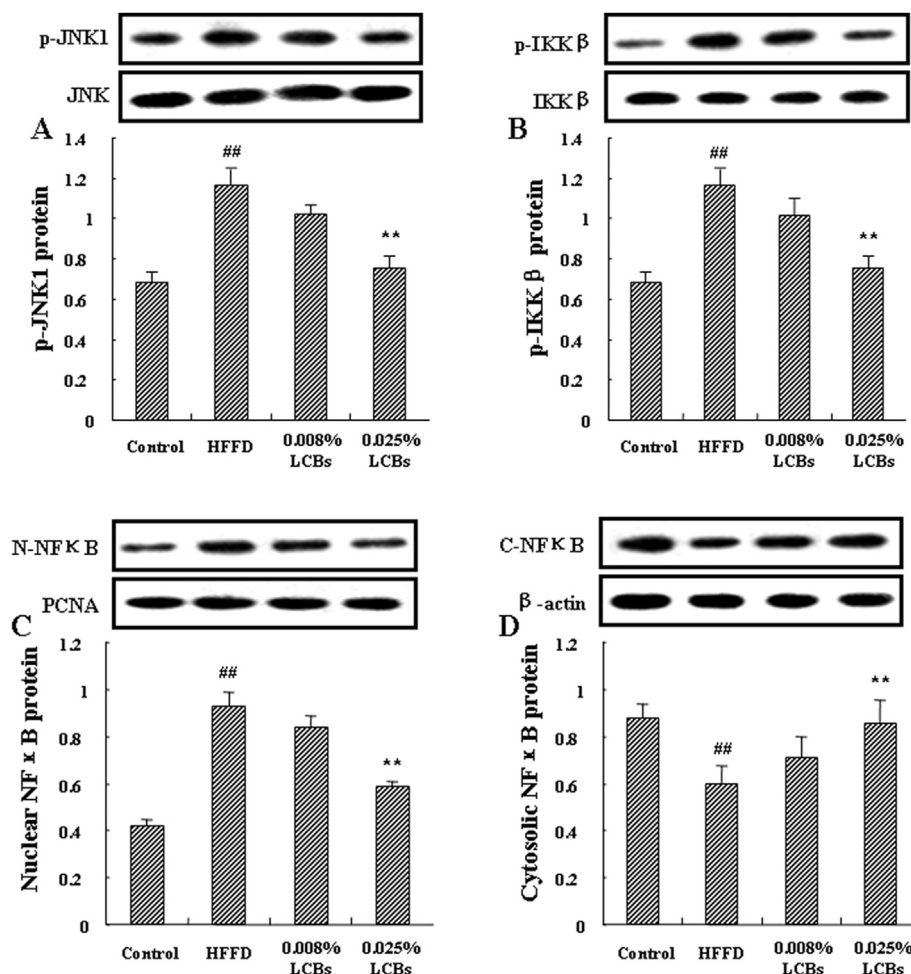 p-JNK1
JNK
A
p-JNK1 protein
1.4
1.2
1
0.8
0.6
0.4
0.2
0
##
**
Control
HFFD
0.008%
LCBs
0.025%
LCBs
p-IKKβ
IKKβ
B
p-IKKβ protein
1.4
1.2
1
0.8
0.6
0.4
0.2
0
##
**
Control
HFFD
0.008%
LCBs
0.025%
LCBs
N-NFκB
PCNA
C
Nuclear NFκB protein
1.2
1
0.8
0.6
0.4
0.2
0
##
**
Control
HFFD
0.008%
LCBs
0.025%
LCBs
C-NFκB
β-actin
D
Cytosolic NFκB protein
1.2
1
0.8
0.6
0.4
0.2
0
##
**
Control
HFFD
0.008%
LCBs
0.025%
LCBs